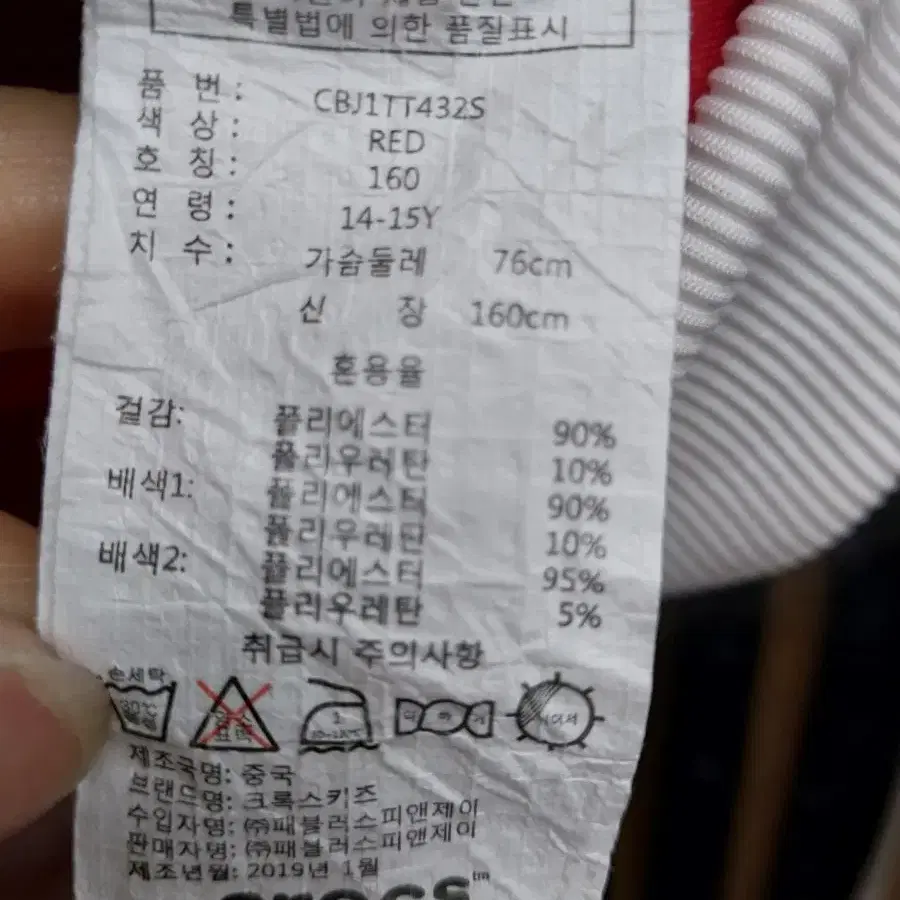 특별법에 의한 품질표시
품 번 : CBJ1TT432S
색 상 : RED
호 칭 : 160
연 령 : 14-15Y
치 수 : 가슴둘레 76cm
신 장 160cm
혼용율
겉감: 폴리에스터 90%
폴리우레탄 10%
배색1: 폴리에스터 90%
폴리우레탄 10%
배색2: 폴리에스터 95%
폴리우레탄 5%
취급시 주의사항
손세탁
30℃
표백
제조국명: 중국
브랜드명: 크록스키즈
수입자명: ㈜패블러스피앤제이
판매자명: ㈜패블러스피앤제이
제조년월: 2019년 1월
crocs™